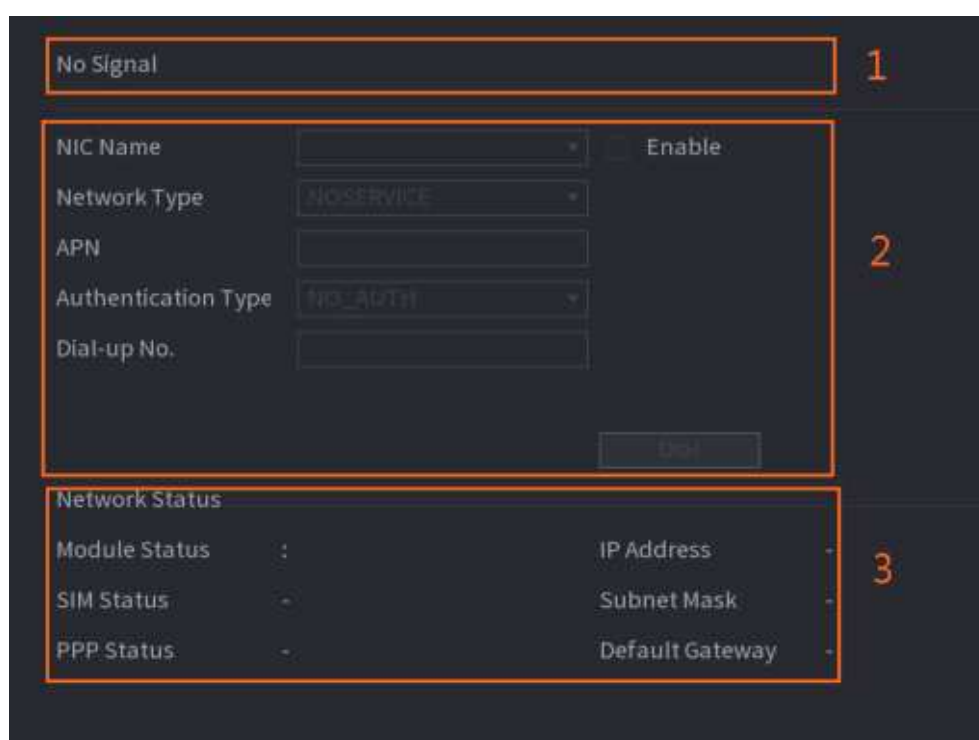 No Signal
1
NIC Name Enable
Network Type NOSERVICE
APN
2
Authentication Type NO_AUTH
Dial-up No.
Dial
Network Status
Module Status : IP Address -
3
SIM Status - Subnet Mask -
PPP Status - Default Gateway -